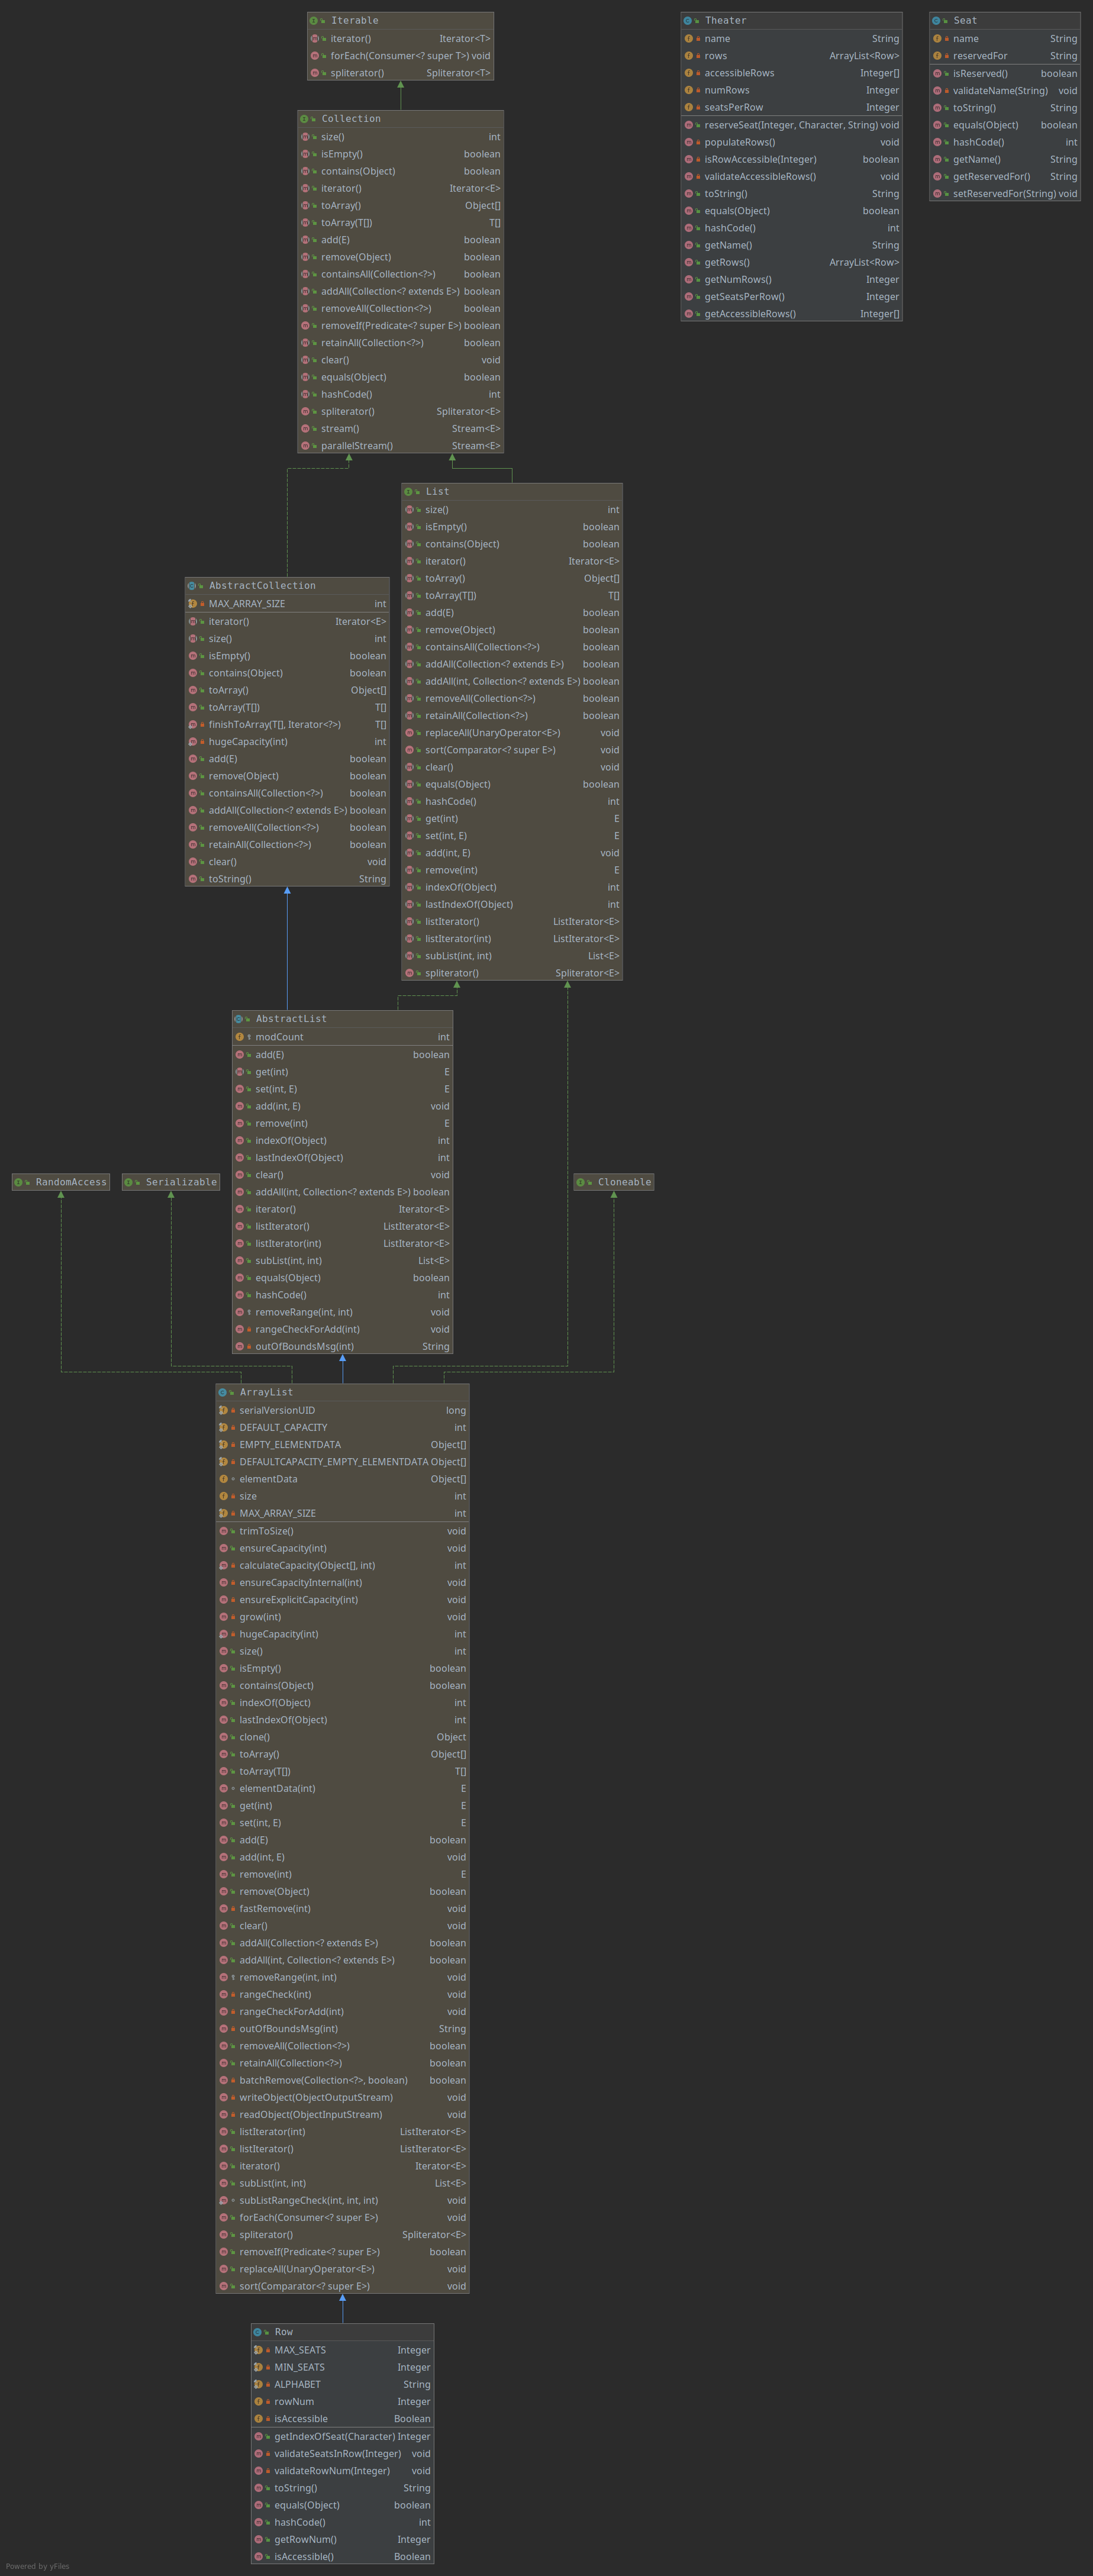 Iterable
iterator() Iterator<T>
forEach(Consumer<? super T>) void
spliterator() Spliterator<T>
Collection
size() int
isEmpty() boolean
contains(Object) boolean
iterator() Iterator<E>
toArray() Object[]
toArray(T[]) T[]
add(E) boolean
remove(Object) boolean
containsAll(Collection<?>) boolean
addAll(Collection<? extends E>) boolean
removeAll(Collection<?>) boolean
removeIf(Predicate<? super E>) boolean
retainAll(Collection<?>) boolean
clear() void
equals(Object) boolean
hashCode() int
spliterator() Spliterator<E>
stream() Stream<E>
parallelStream() Stream<E>
Theater
name String
rows ArrayList<Row>
accessibleRows Integer[]
numRows Integer
seatsPerRow Integer
reserveSeat(Integer, Character, String) void
populateRows() void
isRowAccessible(Integer) boolean
validateAccessibleRows() void
toString() String
equals(Object) boolean
hashCode() int
getName() String
getRows() ArrayList<Row>
getNumRows() Integer
getSeatsPerRow() Integer
getAccessibleRows() Integer[]
Seat
name String
reservedFor String
isReserved() boolean
validateName(String) void
toString() String
equals(Object) boolean
hashCode() int
getName() String
getReservedFor() String
setReservedFor(String) void
List
size() int
isEmpty() boolean
contains(Object) boolean
iterator() Iterator<E>
toArray() Object[]
toArray(T[]) T[]
add(E) boolean
remove(Object) boolean
containsAll(Collection<?>) boolean
addAll(Collection<? extends E>) boolean
addAll(int, Collection<? extends E>) boolean
removeAll(Collection<?>) boolean
retainAll(Collection<?>) boolean
replaceAll(UnaryOperator<E>) void
sort(Comparator<? super E>) void
clear() void
equals(Object) boolean
hashCode() int
get(int) E
set(int, E) E
add(int, E) void
remove(int) E
indexOf(Object) int
lastIndexOf(Object) int
listIterator() ListIterator<E>
listIterator(int) ListIterator<E>
subList(int, int) List<E>
spliterator() Spliterator<E>
AbstractCollection
MAX_ARRAY_SIZE int
iterator() Iterator<E>
size() int
isEmpty() boolean
contains(Object) boolean
toArray() Object[]
toArray(T[]) T[]
finishToArray(T[], Iterator<?>) T[]
hugeCapacity(int) int
add(E) boolean
remove(Object) boolean
containsAll(Collection<?>) boolean
addAll(Collection<? extends E>) boolean
removeAll(Collection<?>) boolean
retainAll(Collection<?>) boolean
clear() void
toString() String
AbstractList
modCount int
add(E) boolean
get(int) E
set(int, E) E
add(int, E) void
remove(int) E
indexOf(Object) int
lastIndexOf(Object) int
clear() void
addAll(int, Collection<? extends E>) boolean
iterator() Iterator<E>
listIterator() ListIterator<E>
listIterator(int) ListIterator<E>
subList(int, int) List<E>
equals(Object) boolean
hashCode() int
removeRange(int, int) void
rangeCheckForAdd(int) void
outOfBoundsMsg(int) String
RandomAccess
Serializable
Cloneable
ArrayList
serialVersionUID long
DEFAULT_CAPACITY int
EMPTY_ELEMENTDATA Object[]
DEFAULTCAPACITY_EMPTY_ELEMENTDATA Object[]
elementData Object[]
size int
MAX_ARRAY_SIZE int
trimToSize() void
ensureCapacity(int) void
calculateCapacity(Object[], int) int
ensureCapacityInternal(int) void
ensureExplicitCapacity(int) void
grow(int) void
hugeCapacity(int) int
size() int
isEmpty() boolean
contains(Object) boolean
indexOf(Object) int
lastIndexOf(Object) int
clone() Object
toArray() Object[]
toArray(T[]) T[]
elementData(int) E
get(int) E
set(int, E) E
add(E) boolean
add(int, E) void
remove(int) E
remove(Object) boolean
fastRemove(int) void
clear() void
addAll(Collection<? extends E>) boolean
addAll(int, Collection<? extends E>) boolean
removeRange(int, int) void
rangeCheck(int) void
rangeCheckForAdd(int) void
outOfBoundsMsg(int) String
removeAll(Collection<?>) boolean
retainAll(Collection<?>) boolean
batchRemove(Collection<?>, boolean) boolean
writeObject(ObjectOutputStream) void
readObject(ObjectInputStream) void
listIterator(int) ListIterator<E>
listIterator() ListIterator<E>
iterator() Iterator<E>
subList(int, int) List<E>
subListRangeCheck(int, int, int) void
forEach(Consumer<? super E>) void
spliterator() Spliterator<E>
removeIf(Predicate<? super E>) boolean
replaceAll(UnaryOperator<E>) void
sort(Comparator<? super E>) void
Row
MAX_SEATS Integer
MIN_SEATS Integer
ALPHABET String
rowNum Integer
isAccessible Boolean
getIndexOfSeat(Character) Integer
validateSeatsInRow(Integer) void
validateRowNum(Integer) void
toString() String
equals(Object) boolean
hashCode() int
getRowNum() Integer
isAccessible() Boolean
Powered by yFiles